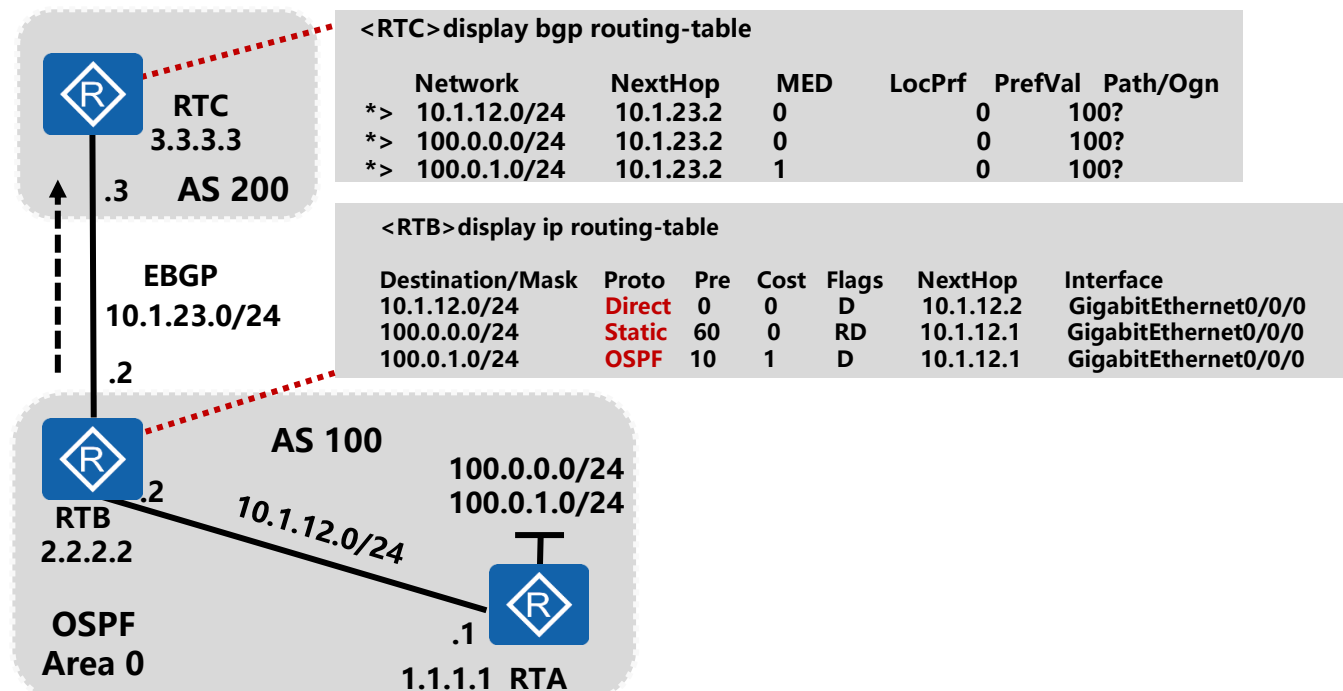 <RTC>display bgp routing-table
Network NextHop MED LocPrf PrefVal Path/Ogn
*> 10.1.12.0/24 10.1.23.2 0 0 100?
*> 100.0.0.0/24 10.1.23.2 0 0 100?
*> 100.0.1.0/24 10.1.23.2 1 0 100?
R
RTC
3.3.3.3
.3
AS 200
<RTB>display ip routing-table
Destination/Mask Proto Pre Cost Flags NextHop Interface
10.1.12.0/24 Direct 0 0 D 10.1.12.2 GigabitEthernet0/0/0
100.0.0.0/24 Static 60 0 RD 10.1.12.1 GigabitEthernet0/0/0
100.0.1.0/24 OSPF 10 1 D 10.1.12.1 GigabitEthernet0/0/0
EBGP
10.1.23.0/24
.2
AS 100
R
.2
RTB
2.2.2.2
10.1.12.0/24
100.0.0.0/24
100.0.1.0/24
R
.1
1.1.1.1 RTA
OSPF
Area 0